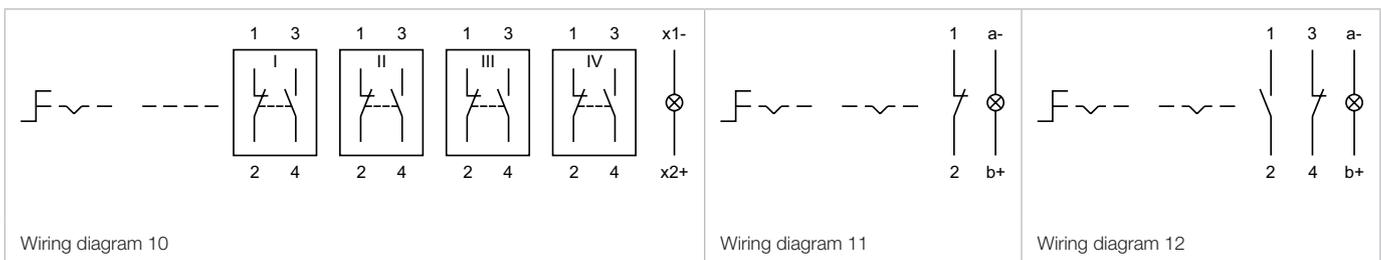 1 3 1 3 1 3 1 3 x1- 1 a- 1 3 a-
I II III IV
2 4 2 4 2 4 2 4 x2+ 2 b+ 2 4 b+
Wiring diagram 10 Wiring diagram 11 Wiring diagram 12